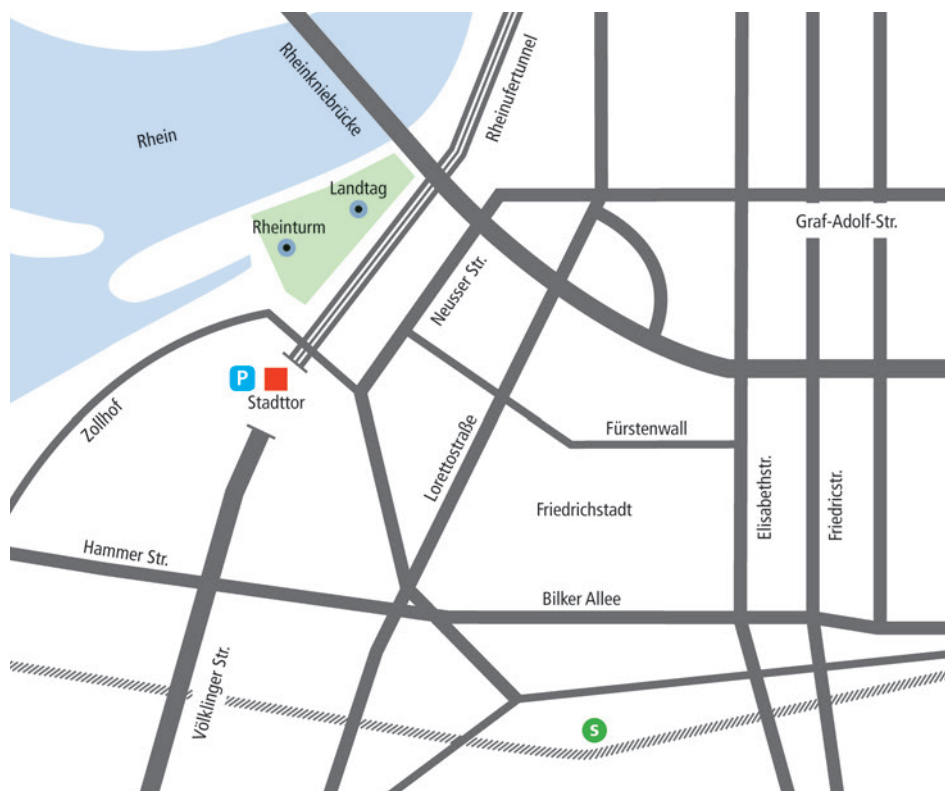 Rheinkniebrücke
Rheinufertunnel
Rhein
Landtag
Rheinturm
Graf-Adolf-Str.
Neusser Str.
P
Stadttor
Zollhof
Lorettostraße
Fürstenwall
Elisabethstr.
Friedricstr.
Friedrichstadt
Hammer Str.
Bilker Allee
Völklinger Str.
S